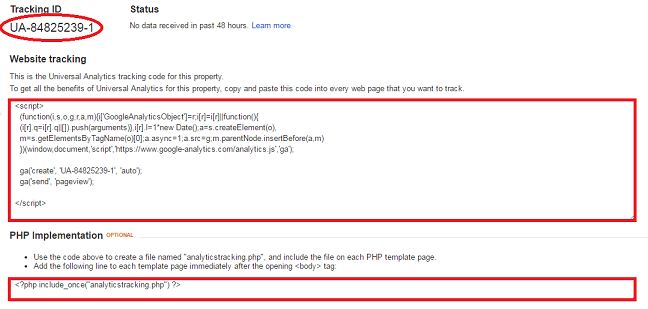 Tracking ID
Status
UA-84825239-1
No data received in past 48 hours. Learn more
Website tracking
This is the Universal Analytics tracking code for this property.
To get all the benefits of Universal Analytics for this property, copy and paste this code into every web page that you want to track.
<script>
(function(i,s,o,g,r,a,m){i['GoogleAnalyticsObject']=r;i[r]=i[r]||function(){
(i[r].q=i[r].q||[]).push(arguments)},i[r].l=1*new Date();a=s.createElement(o),
m=s.getElementsByTagName(o)[0];a.async=1;a.src=g;m.parentNode.insertBefore(a,m)
})(window,document,'script','https://www.google-analytics.com/analytics.js','ga');
ga('create', 'UA-84825239-1', 'auto');
ga('send', 'pageview');
</script>
PHP Implementation OPTIONAL
• Use the code above to create a file named "analyticstracking.php", and include the file on each PHP template page.
• Add the following line to each template page immediately after the opening <body> tag:
<?php include_once("analyticstracking.php") ?>